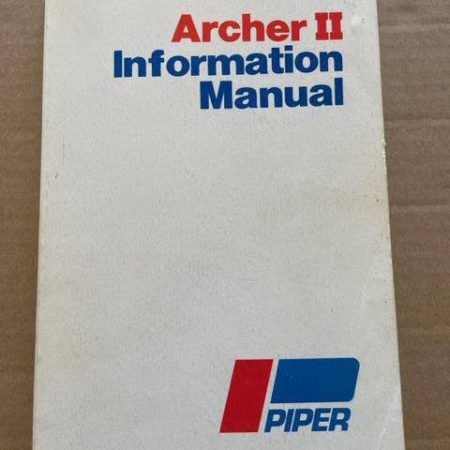 Archer II
Information
Manual
PIPER